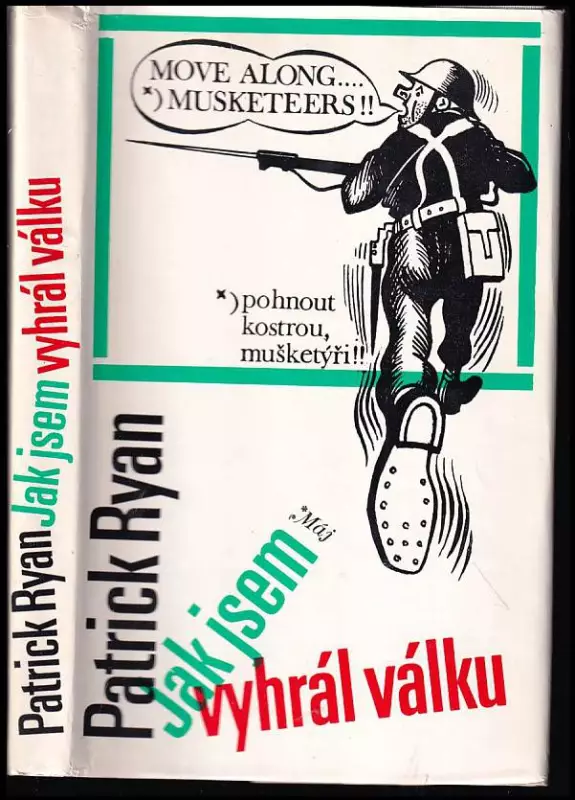 MOVE ALONG....
*) MUSKETEERS!!
*) pohnout
kostrou,
mušketýři!!
*Máj
Patrick Ryan
Jak jsem
vyhrál válku
Patrick Ryan Jak jsem vyhrál válku